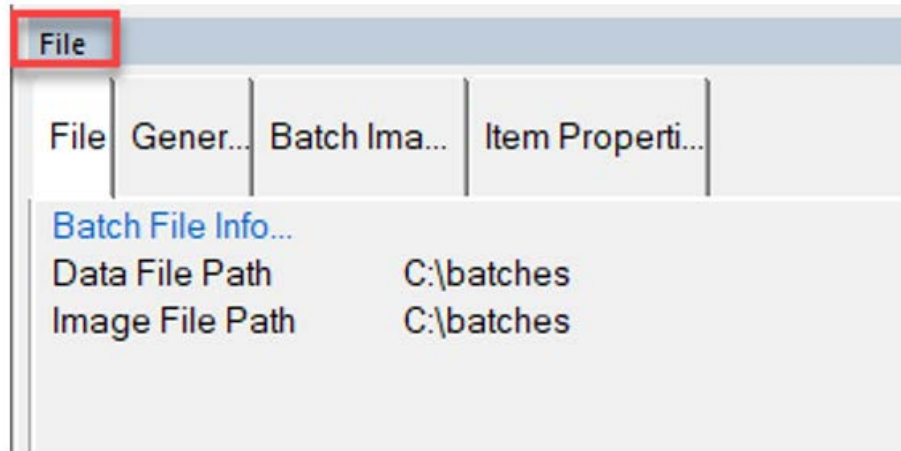 File
File Gener... Batch Ima... Item Properti...
Batch File Info...
Data File Path C:\batches
Image File Path C:\batches